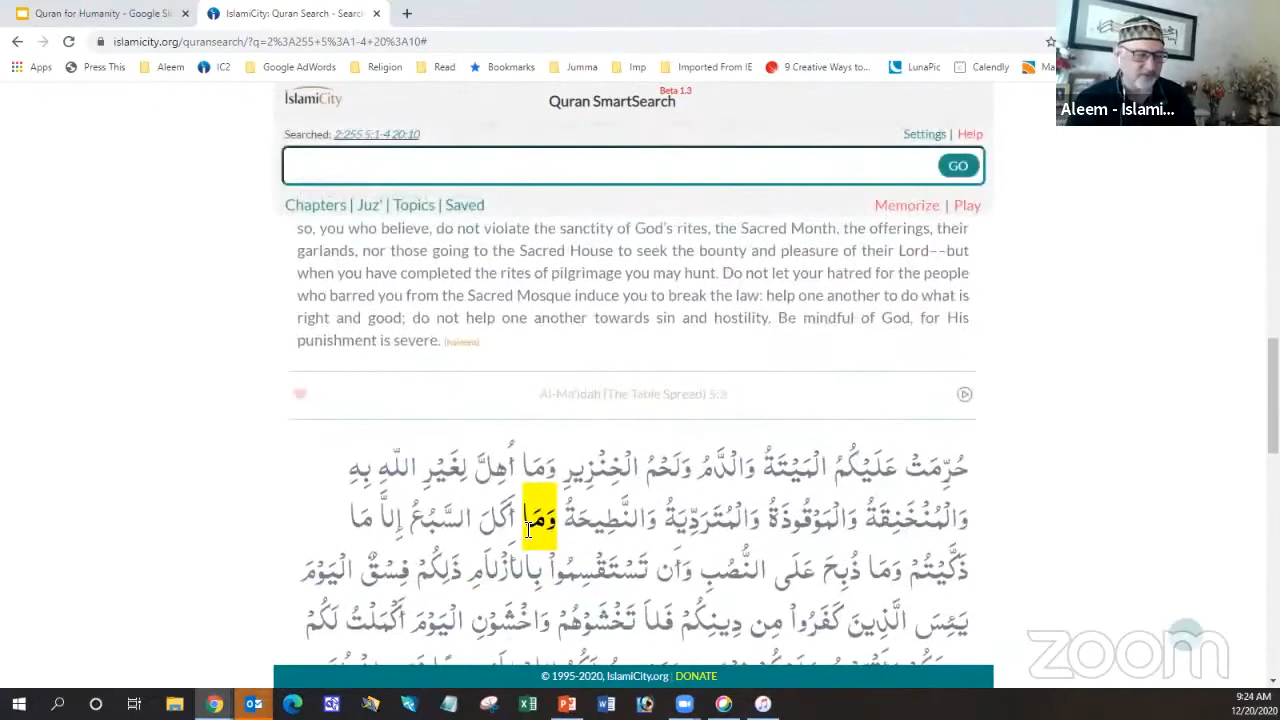 Quran for Humanity - Google Sli
IslamiCity: Quran Search - Searc
islamicity.org/quransearch/?q=2%3A255+5%3A1-4+20%3A10#
Apps
Press This
Aleem
IC2
Google AdWords
Religion
Read
Bookmarks
Jumma
Imp
Imported From IE
9 Creative Ways to...
LunaPic
Calendly
Ma
Aleem - Islami...
IslamiCity
Quran SmartSearch
Beta 1.3
Searched: 2:255 5:1-4 20:10
Settings | Help
GO
Chapters | Juz' | Topics | Saved
Memorize | Play
so, you who believe, do not violate the sanctity of God's rites, the Sacred Month, the offerings, their
garlands, nor those going to the Sacred House to seek the bounty and pleasure of their Lord--but
when you have completed the rites of pilgrimage you may hunt. Do not let your hatred for the people
who barred you from the Sacred Mosque induce you to break the law: help one another to do what is
right and good; do not help one another towards sin and hostility. Be mindful of God, for His
punishment is severe. (haleem)
Al-Ma'idah (The Table Spread) 5:3
حُرِّمَتْ عَلَيْكُمُ الْمَيْتَةُ وَالْدَّمُ وَلَحْمُ الْخِنْزِيرِ وَمَا أُهِلَّ لِغَيْرِ اللّهِ بِهِ
وَالْمُنْخَنِقَةُ وَالْمَوْقُوذَةُ وَالْمُتَرَدِّيَةُ وَالنَّطِيحَةُ وَمَا أَكَلَ السَّبُعُ إِلاَّ مَا
ذَكَّيْتُمْ وَمَا ذُبِحَ عَلَى النُّصُبِ وَأَن تَسْتَقْسِمُواْ بِالأَزْلاَمِ ذَلِكُمْ فِسْقٌ الْيَوْمَ
يَئِسَ الَّذِينَ كَفَرُواْ مِن دِينِكُمْ فَلاَ تَخْشَوْهُمْ وَاخْشَوْنِ الْيَوْمَ أَكْمَلْتُ لَكُمْ
© 1995-2020, IslamiCity.org | DONATE
zoom
9:24 AM
12/20/2020